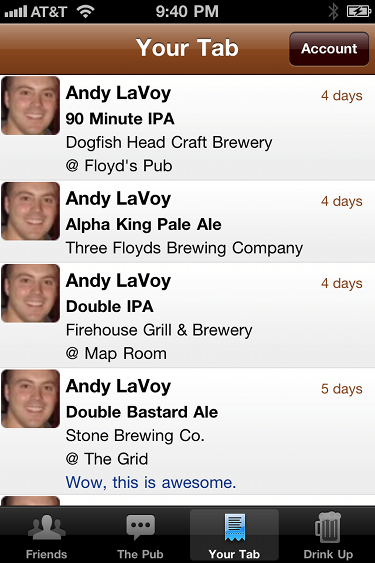 AT&T 9:40 PM
Your Tab Account
Andy LaVoy 4 days
90 Minute IPA
Dogfish Head Craft Brewery
@ Floyd's Pub
Andy LaVoy 4 days
Alpha King Pale Ale
Three Floyds Brewing Company
Andy LaVoy 4 days
Double IPA
Firehouse Grill & Brewery
@ Map Room
Andy LaVoy 5 days
Double Bastard Ale
Stone Brewing Co.
@ The Grid
Wow, this is awesome.
Friends The Pub Your Tab Drink Up